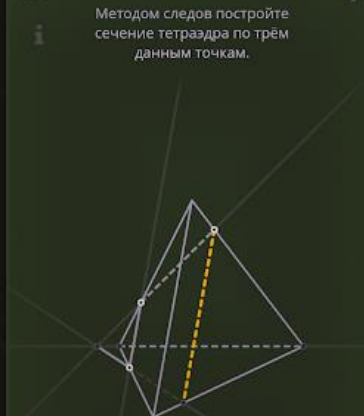 Методом следов постройте
сечение тетраэдра по трём
данным точкам.